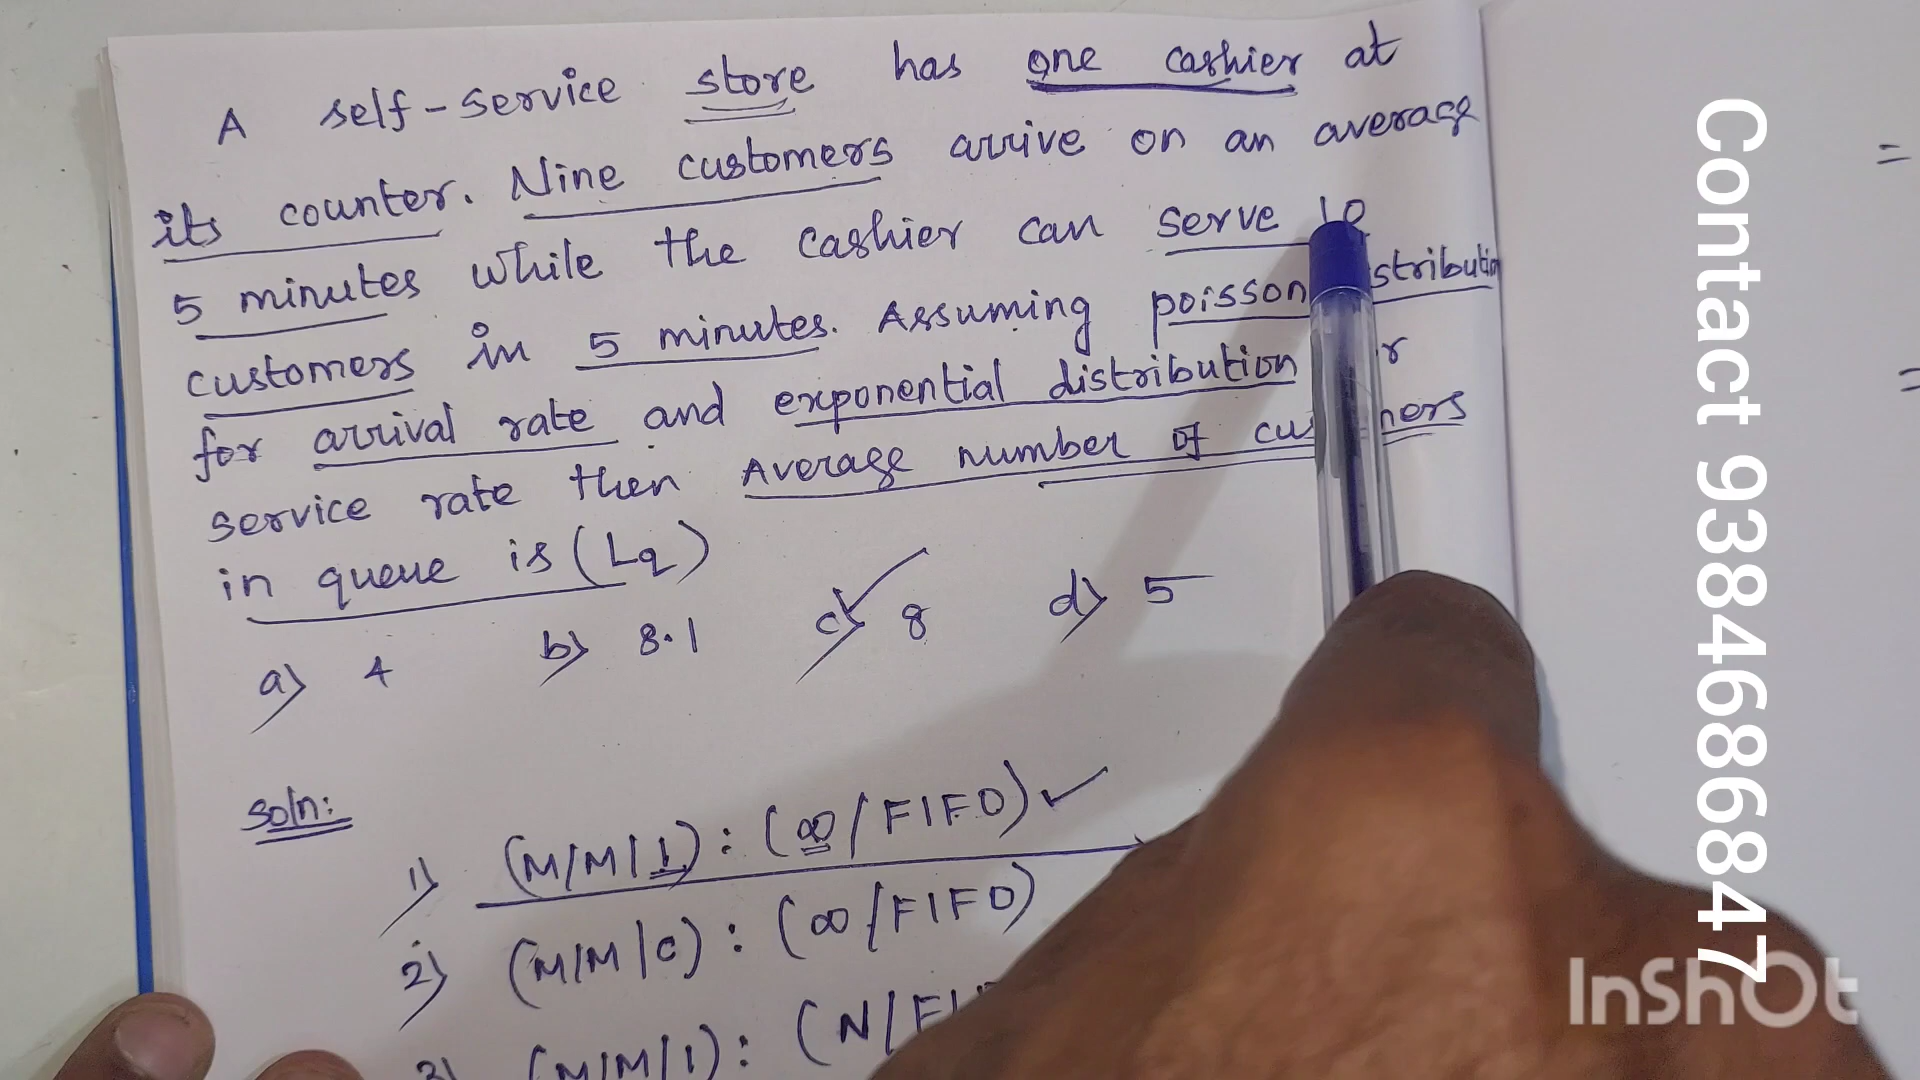 A self-service store has one cashier at
its counter. Nine customers arrive on an average
5 minutes while the cashier can serve 10
customers in 5 minutes. Assuming poisson
for arrival rate and exponential distribution
service rate then Average number of
in queue is (Lq)
a) 4 b) 8.1 c) 8 d) 5
Soln:
1) (M/M/1) : (∞/FIFO)
2) (M/M/C) : (∞/FIFO)
3) (M/M/1) : (N/
Contact 9384686847
InShOt
=
=